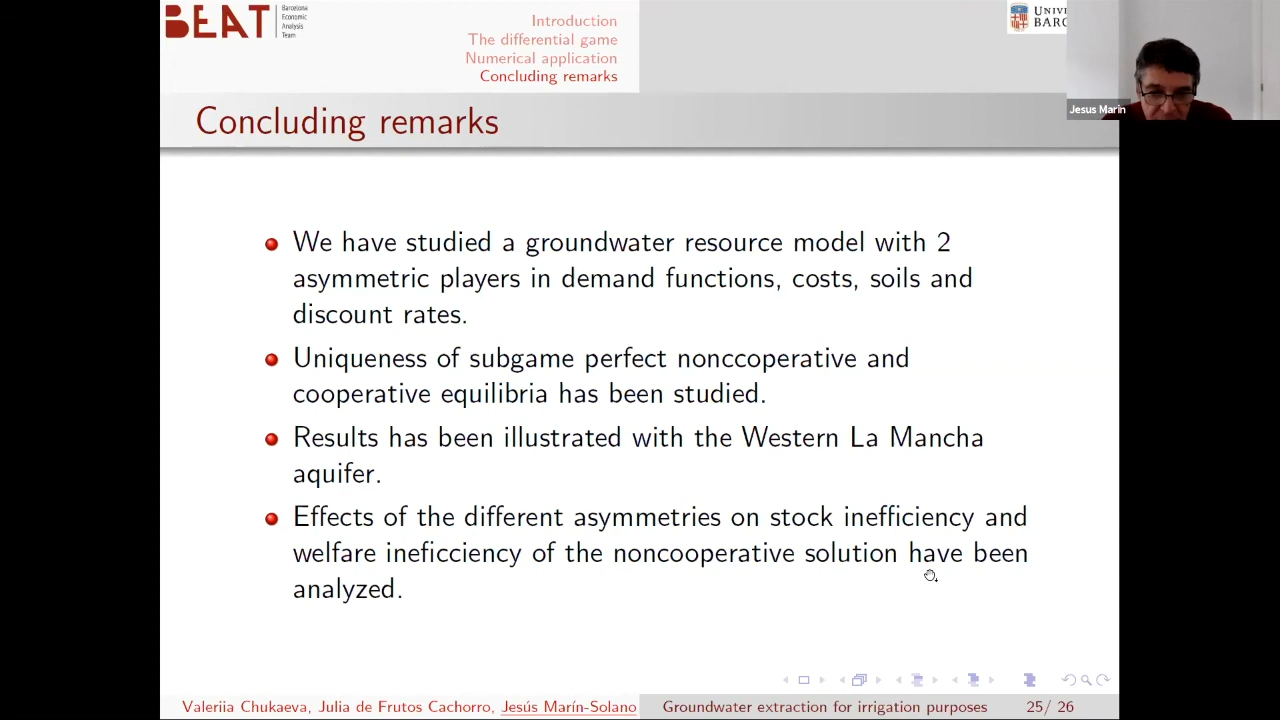 BEAT
Barcelona
Economic
Analysis
Team
Introduction
The differential game
Numerical application
Concluding remarks
Jesus Marin
Concluding remarks
We have studied a groundwater resource model with 2
asymmetric players in demand functions, costs, soils and
discount rates.
Uniqueness of subgame perfect nonccoperative and
cooperative equilibria has been studied.
Results has been illustrated with the Western La Mancha
aquifer.
Effects of the different asymmetries on stock inefficiency and
welfare ineficciency of the noncooperative solution have been
analyzed.
Valeriia Chukaeva, Julia de Frutos Cachorro, Jesús Marín-Solano
Groundwater extraction for irrigation purposes
25/ 26